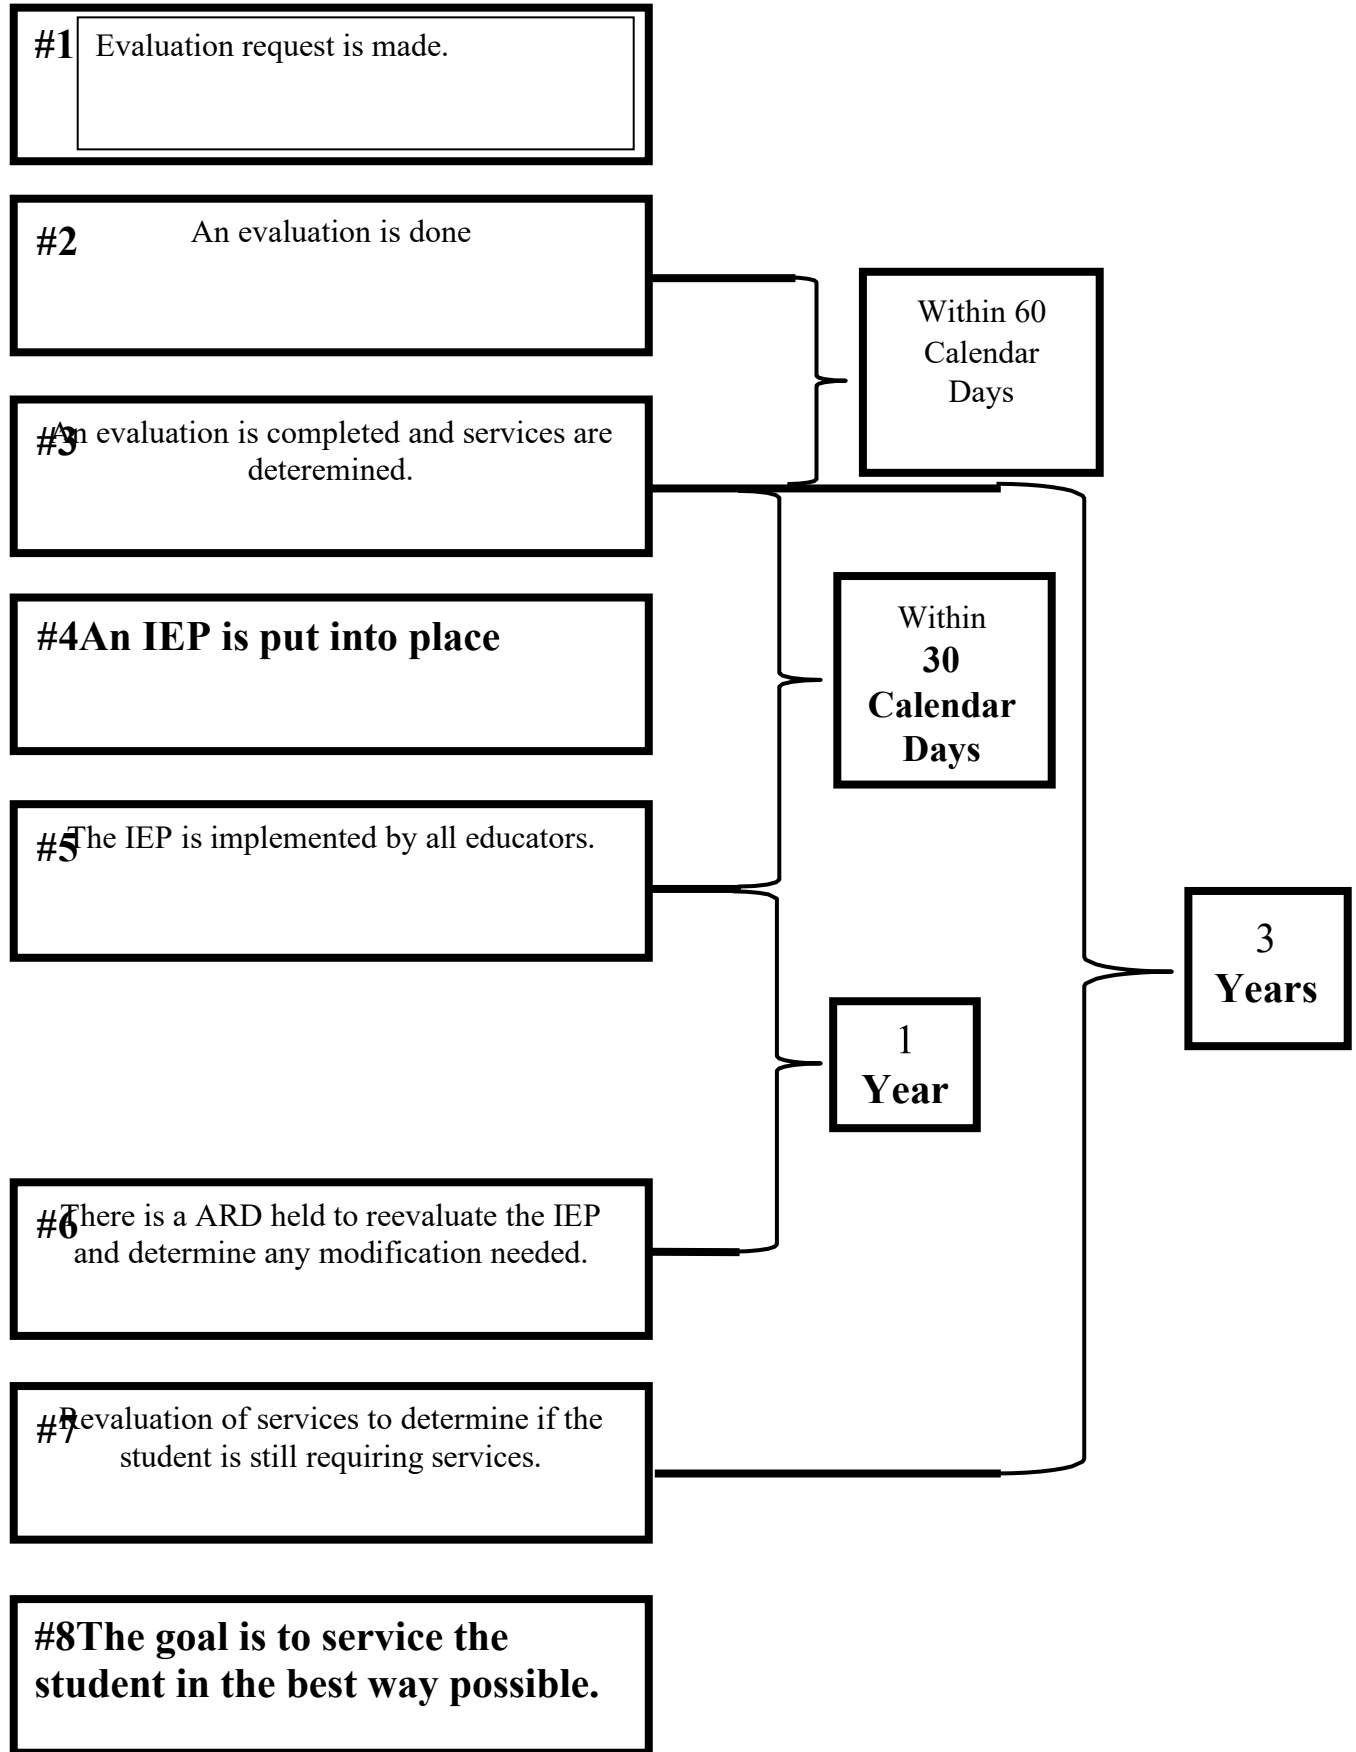 #1 Evaluation request is made.
#2 An evaluation is done
Within 60
Calendar
Days
#3 An evaluation is completed and services are
deteremined.
#4An IEP is put into place
Within
30
Calendar
Days
#5 The IEP is implemented by all educators.
3
Years
1
Year
#6 There is a ARD held to reevaluate the IEP
and determine any modification needed.
#7 Revaluation of services to determine if the
student is still requiring services.
#8The goal is to service the
student in the best way possible.